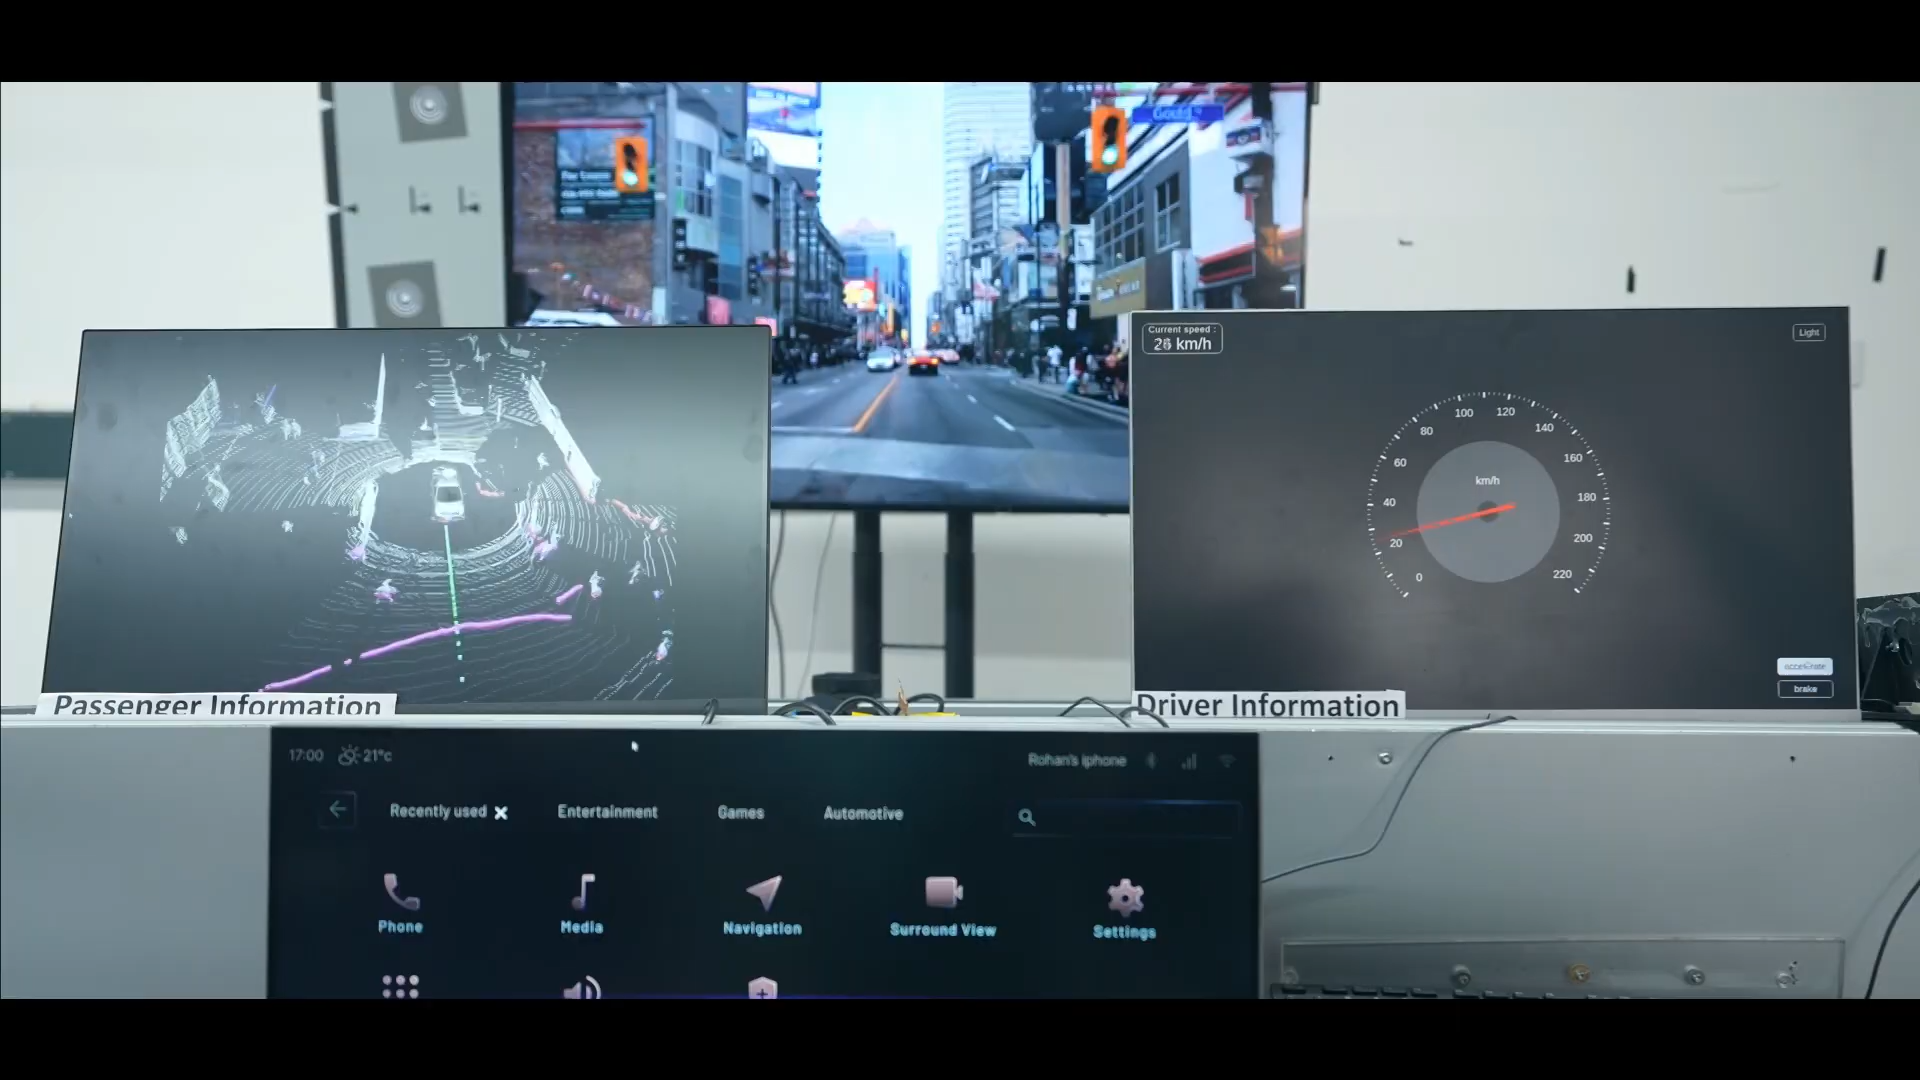 Gould
Current speed :
26 km/h
Light
km/h
0
20
40
60
80
100
120
140
160
180
200
220
accelerate
brake
Passenger Information
Driver Information
17:00
21°c
Rohan's iphone
Recently used
Entertainment
Games
Automotive
Phone
Media
Navigation
Surround View
Settings